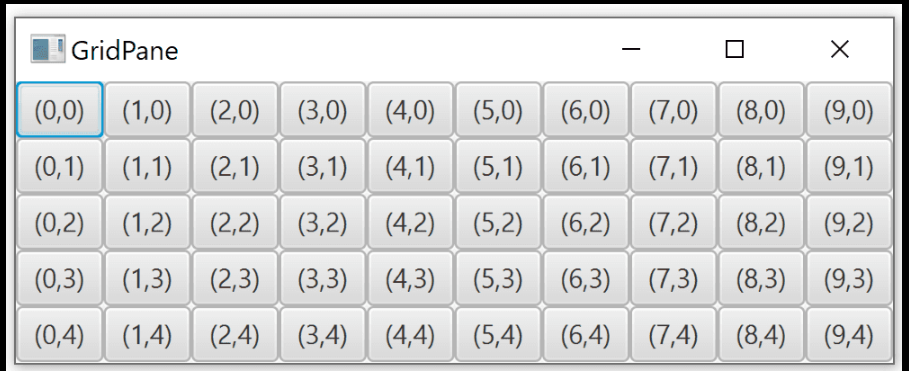 GridPane
(0,0) (1,0) (2,0) (3,0) (4,0) (5,0) (6,0) (7,0) (8,0) (9,0)
(0,1) (1,1) (2,1) (3,1) (4,1) (5,1) (6,1) (7,1) (8,1) (9,1)
(0,2) (1,2) (2,2) (3,2) (4,2) (5,2) (6,2) (7,2) (8,2) (9,2)
(0,3) (1,3) (2,3) (3,3) (4,3) (5,3) (6,3) (7,3) (8,3) (9,3)
(0,4) (1,4) (2,4) (3,4) (4,4) (5,4) (6,4) (7,4) (8,4) (9,4)